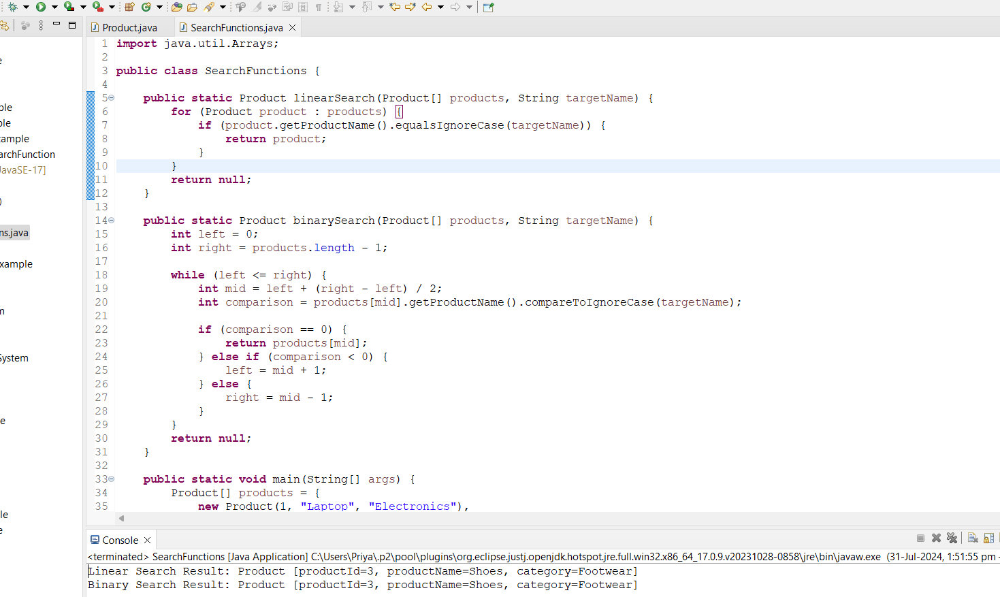 Product.java SearchFunctions.java
1 import java.util.Arrays;
2
3 public class SearchFunctions {
4
5 public static Product linearSearch(Product[] products, String targetName) {
6 for (Product product : products) {
7 if (product.getProductName().equalsIgnoreCase(targetName)) {
8 return product;
9 }
10 }
11 return null;
12 }
13
14 public static Product binarySearch(Product[] products, String targetName) {
15 int left = 0;
16 int right = products.length - 1;
17
18 while (left <= right) {
19 int mid = left + (right - left) / 2;
20 int comparison = products[mid].getProductName().compareToIgnoreCase(targetName);
21
22 if (comparison == 0) {
23 return products[mid];
24 } else if (comparison < 0) {
25 left = mid + 1;
26 } else {
27 right = mid - 1;
28 }
29 }
30 return null;
31 }
32
33 public static void main(String[] args) {
34 Product[] products = {
35 new Product(1, "Laptop", "Electronics"),
ple
ple
ample
archFunction
JavaSE-17]
)
ns.java
xample
m
System
e
le
e
Console
<terminated> SearchFunctions [Java Application] C:\Users\Priya\.p2\pool\plugins\org.eclipse.justj.openjdk.hotspot.jre.full.win32.x86_64_17.0.9.v20231028-0858\jre\bin\javaw.exe (31-Jul-2024, 1:51:55 pm –
Linear Search Result: Product [productId=3, productName=Shoes, category=Footwear]
Binary Search Result: Product [productId=3, productName=Shoes, category=Footwear]